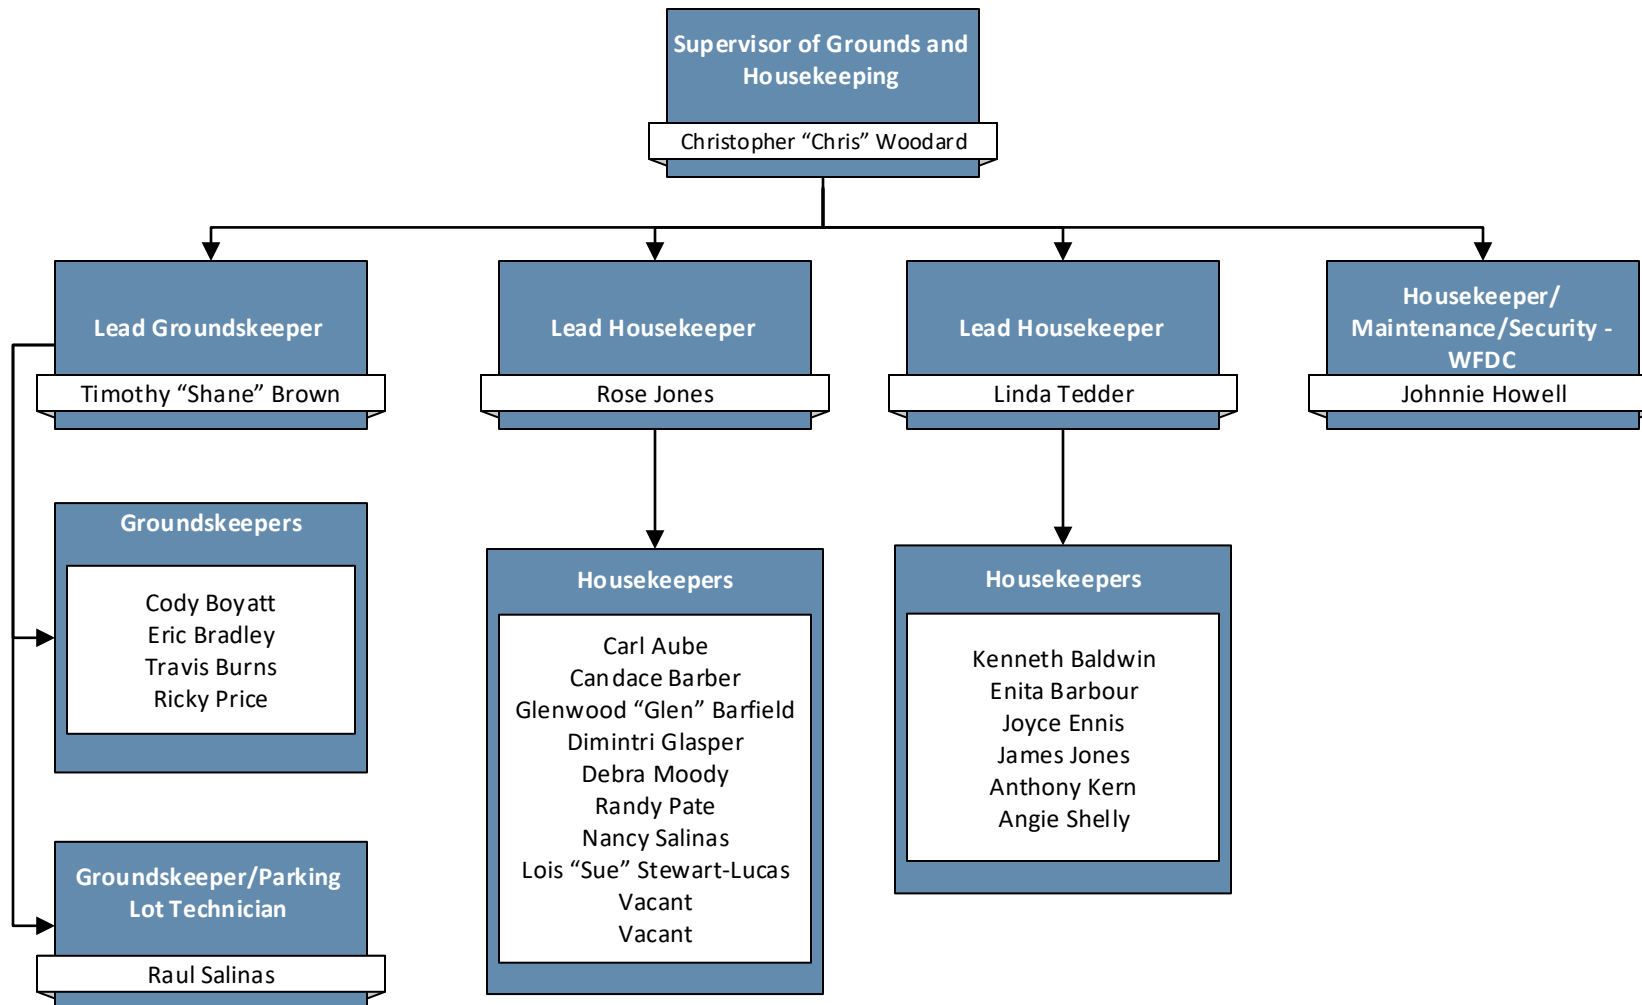 Supervisor of Grounds and
Housekeeping
Christopher “Chris” Woodard
Lead Groundskeeper
Timothy “Shane” Brown
Lead Housekeeper
Rose Jones
Lead Housekeeper
Linda Tedder
Housekeeper/
Maintenance/Security -
WFDC
Johnnie Howell
Groundskeepers
Cody Boyatt
Eric Bradley
Travis Burns
Ricky Price
Groundskeeper/Parking
Lot Technician
Raul Salinas
Housekeepers
Carl Aube
Candace Barber
Glenwood “Glen” Barfield
Dimintri Glasper
Debra Moody
Randy Pate
Nancy Salinas
Lois “Sue” Stewart-Lucas
Vacant
Vacant
Housekeepers
Kenneth Baldwin
Enita Barbour
Joyce Ennis
James Jones
Anthony Kern
Angie Shelly